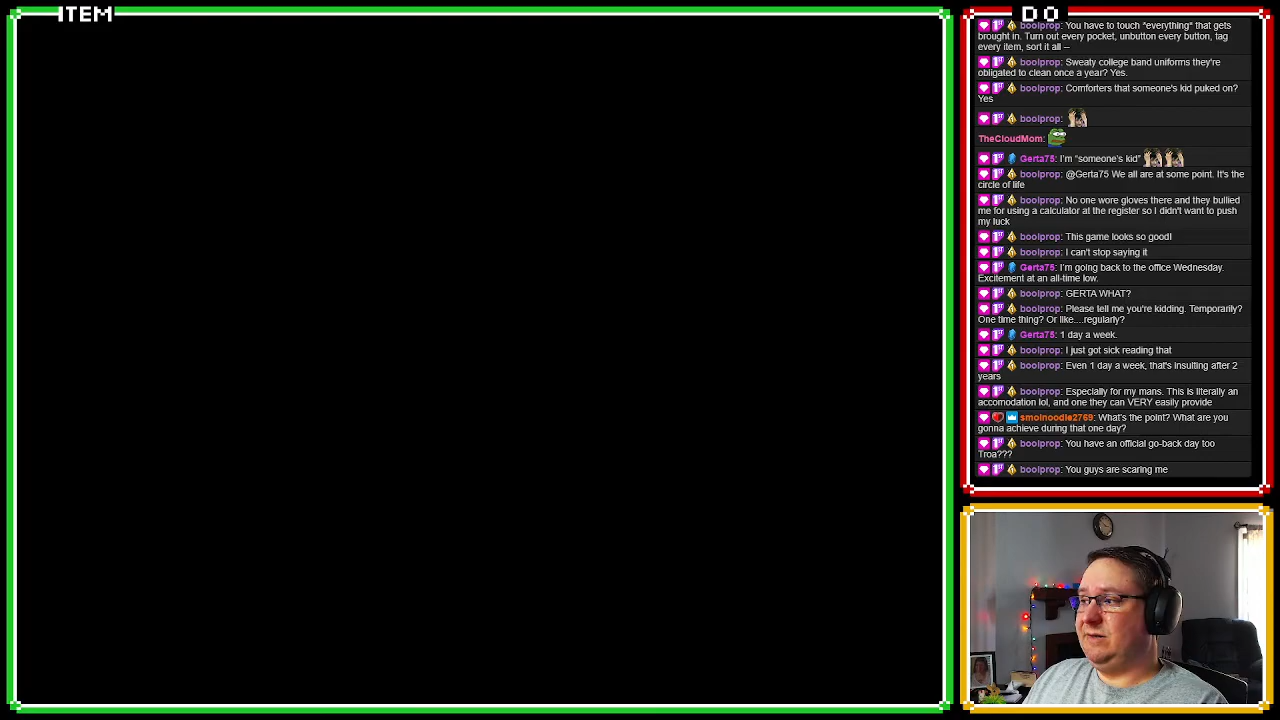 ITEM
DO
boolprop: You have to touch *everything* that gets
brought in. Turn out every pocket, unbutton every button, tag
every item, sort it all –
boolprop: Sweaty college band uniforms they're
obligated to clean once a year? Yes.
boolprop: Comforters that someone's kid puked on?
Yes
boolprop:
TheCloudMom:
Gerta75: I'm “someone's kid”
boolprop: @Gerta75 We all are at some point. It's the
circle of life
boolprop: No one wore gloves there and they bullied
me for using a calculator at the register so I didn't want to push
my luck
boolprop: This game looks so good!
boolprop: I can't stop saying it
Gerta75: I'm going back to the office Wednesday.
Excitement at an all-time low.
boolprop: GERTA WHAT?
boolprop: Please tell me you're kidding. Temporarily?
One time thing? Or like....regularly?
Gerta75: 1 day a week.
boolprop: I just got sick reading that
boolprop: Even 1 day a week, that's insulting after 2
years
boolprop: Especially for my mans. This is literally an
accomodation lol, and one they can VERY easily provide
smolnoodle2769: What's the point? What are you
gonna achieve during that one day?
boolprop: You have an official go-back day too
Troa???
boolprop: You guys are scaring me